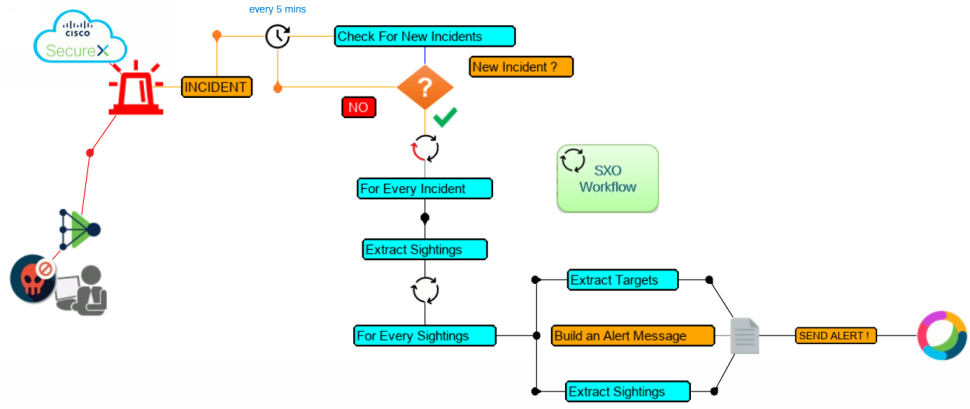 every 5 mins
CISCO
SecureX
Check For New Incidents
New Incident ?
INCIDENT
?
NO
For Every Incident
SXO
Workflow
Extract Sightings
Extract Targets
For Every Sightings
Build an Alert Message
SEND ALERT !
Extract Sightings